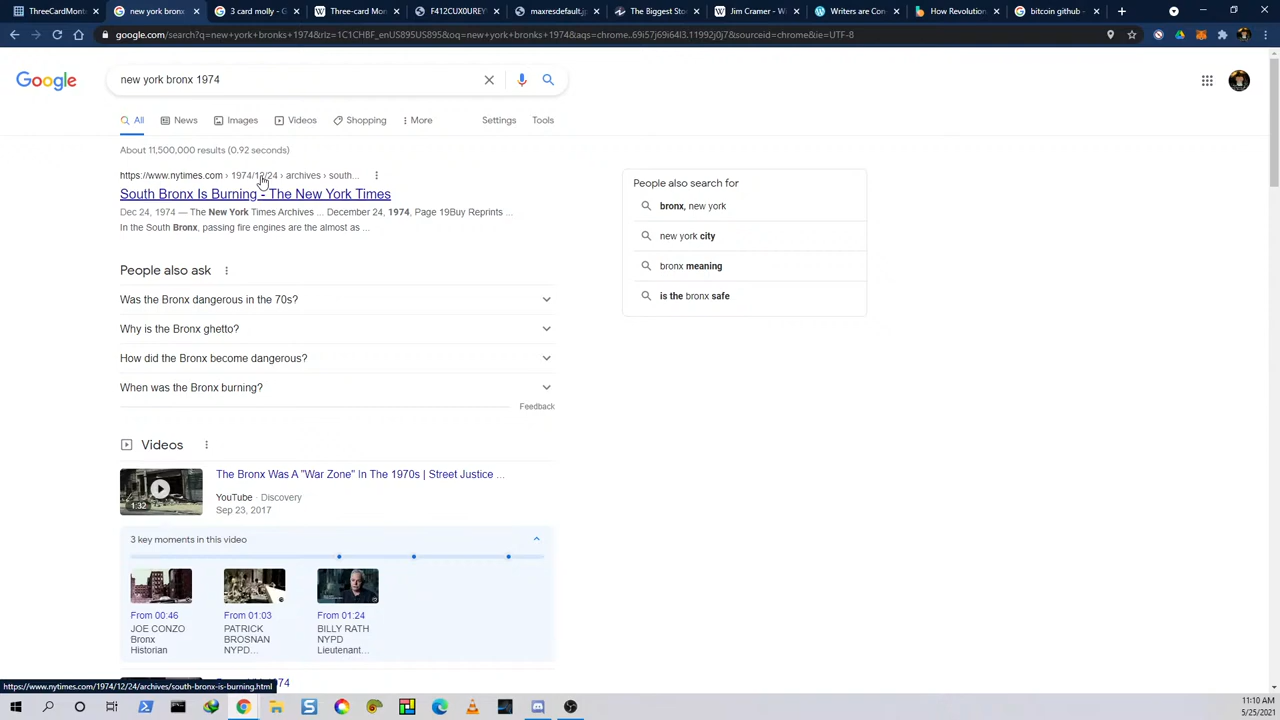 ThreeCardMont
new york bron
3 card molly - G
Three-card Mon
Three-card Mon
F412CUX0UREY
maxresdefault.j
The Biggest Sto
Jim Cramer - W
Writers are Con
How Revolution
bitcoin github -
google.com/search?q=new+york+bronks+1974&rlz=1C1CHBF_enUS895US895&oq=new+york+bronks+1974&aqs=chrome..69i57j69i64l3.11992j0j7&sourceid=chrome&ie=UTF-8
Google
new york bronx 1974
All
News
Images
Videos
Shopping
More
Settings
Tools
About 11,500,000 results (0.92 seconds)
https://www.nytimes.com › 1974/12/24 › archives › south...
South Bronx Is Burning - The New York Times
Dec 24, 1974 — The New York Times Archives ... December 24, 1974, Page 19Buy Reprints ...
In the South Bronx, passing fire engines are the almost as ...
People also search for
bronx, new york
new york city
bronx meaning
is the bronx safe
People also ask
Was the Bronx dangerous in the 70s?
Why is the Bronx ghetto?
How did the Bronx become dangerous?
When was the Bronx burning?
Feedback
Videos
The Bronx Was A "War Zone" In The 1970s | Street Justice ...
YouTube · Discovery
Sep 23, 2017
1:32
3 key moments in this video
From 00:46
JOE CONZO
Bronx
Historian
From 01:03
PATRICK
BROSNAN
NYPD...
From 01:24
BILLY RATH
NYPD
Lieutenant...
https://www.nytimes.com/1974/12/24/archives/south-bronx-is-burning.html
1974
11:10 AM
5/25/2021